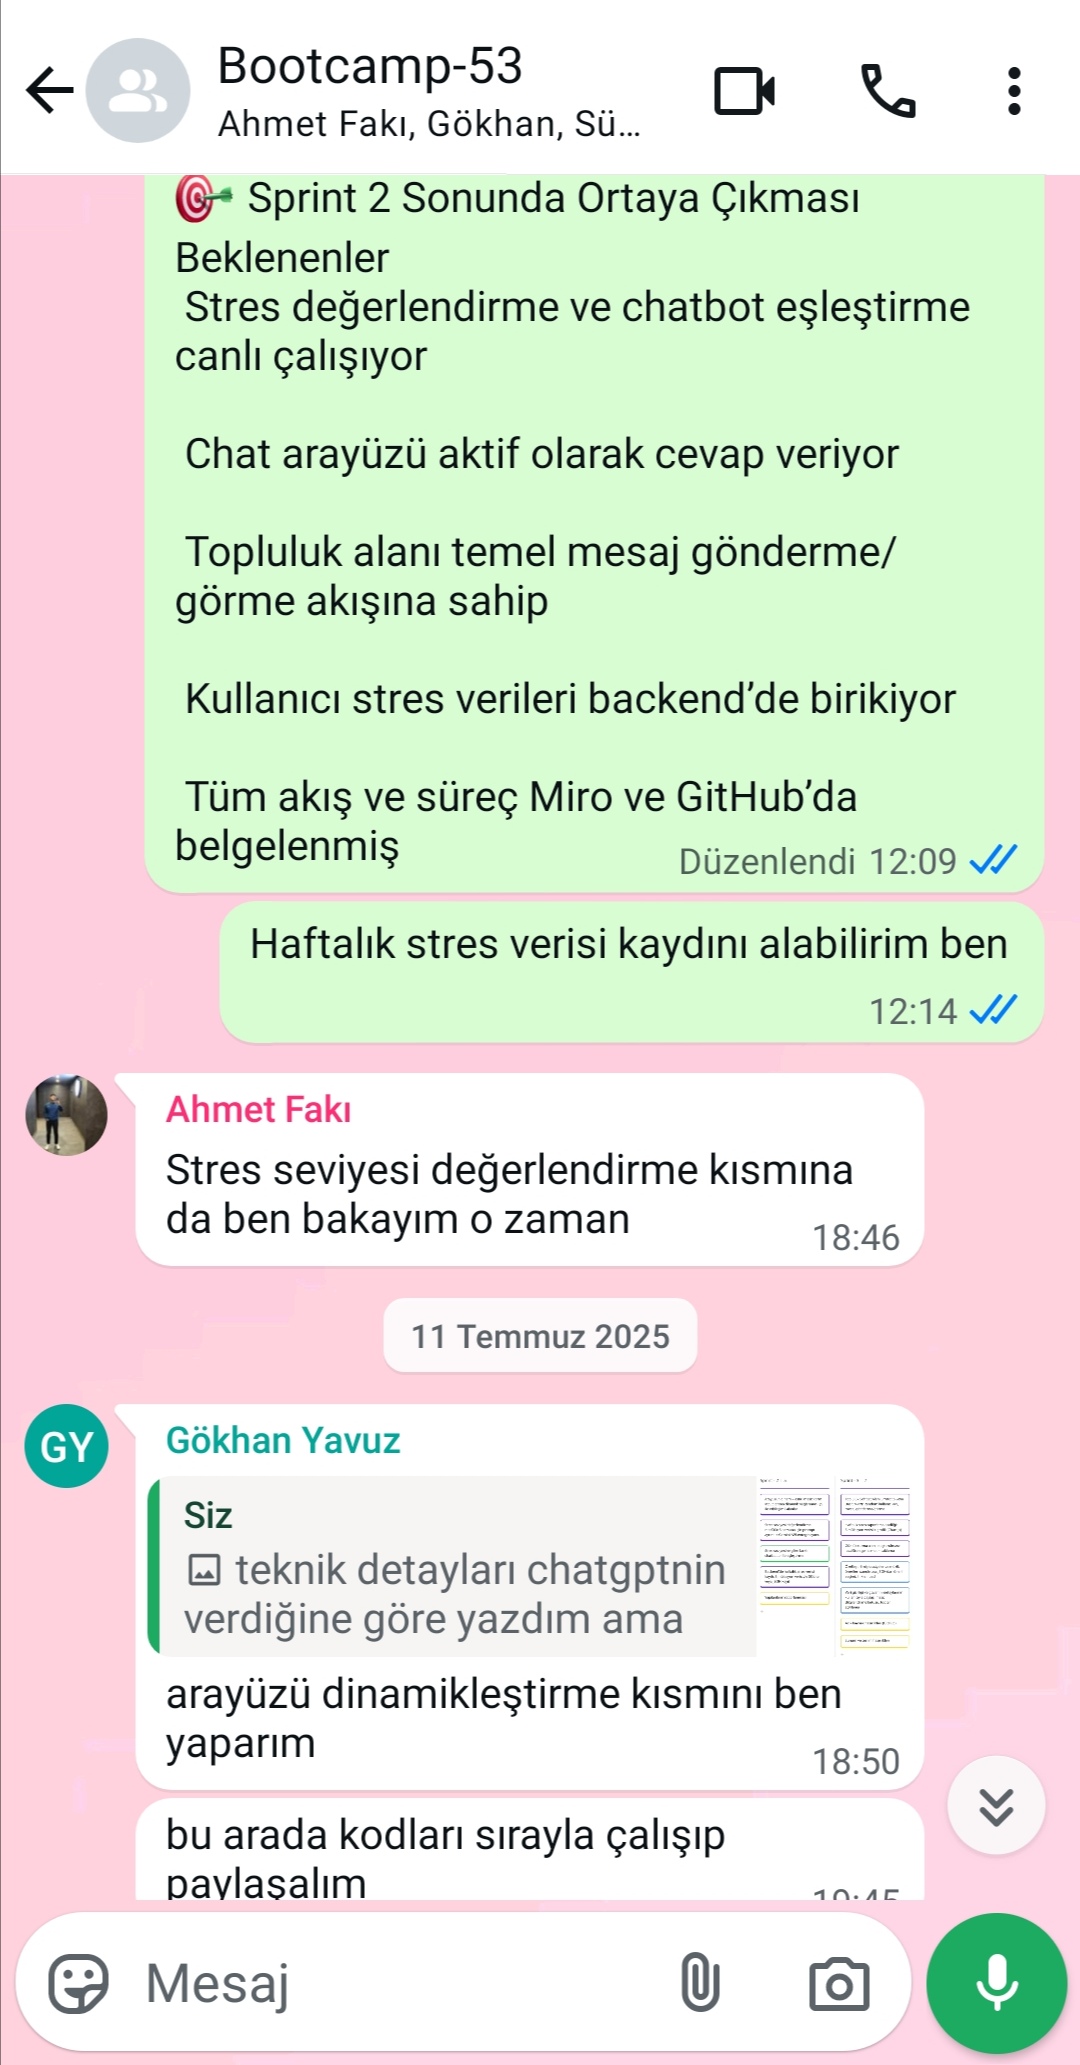 Bootcamp-53
Ahmet Fakı, Gökhan, Sü...
🎯 Sprint 2 Sonunda Ortaya Çıkması
Beklenenler
Stres değerlendirme ve chatbot eşleştirme
canlı çalışıyor
Chat arayüzü aktif olarak cevap veriyor
Topluluk alanı temel mesaj gönderme/
görme akışına sahip
Kullanıcı stres verileri backend’de birikiyor
Tüm akış ve süreç Miro ve GitHub’da
belgelenmiş
Düzenlendi 12:09
Haftalık stres verisi kaydını alabilirim ben
12:14
Ahmet Fakı
Stres seviyesi değerlendirme kısmına
da ben bakayım o zaman
18:46
11 Temmuz 2025
GY
Gökhan Yavuz
Siz
teknik detayları chatgptnin
verdiğine göre yazdım ama
arayüzü dinamikleştirme kısmını ben
yaparım
18:50
bu arada kodları sırayla çalışıp
paylaşalım
Mesaj